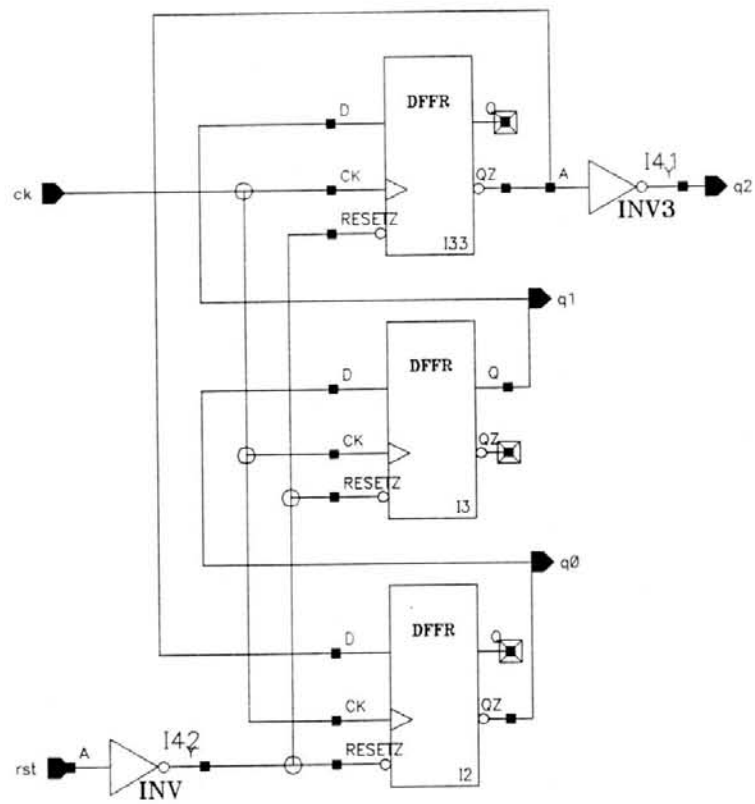 DFFR
D
Q
CK
QZ
A
I41
Y
ck
q2
INV3
RESETZ
I33
q1
DFFR
D
Q
CK
QZ
RESETZ
I3
q0
DFFR
D
Q
CK
QZ
I42
Y
A
rst
RESETZ
INV
I2